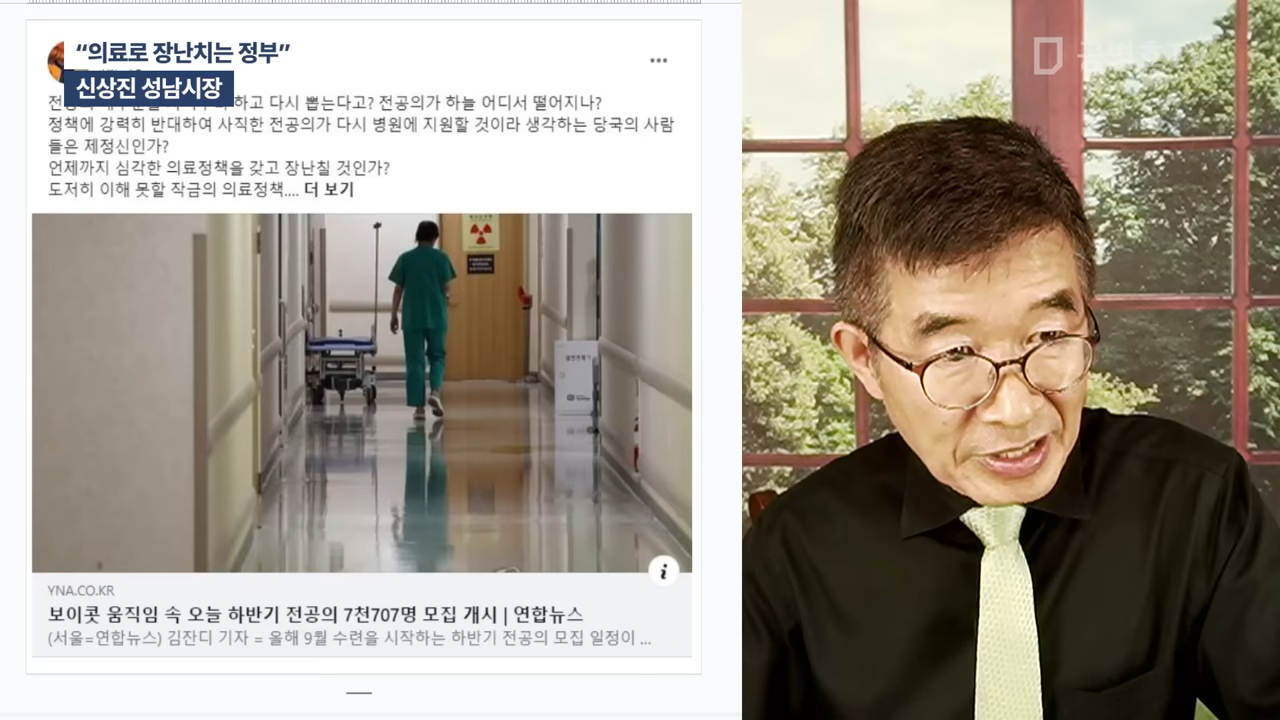 “의료로 장난치는 정부”
신상진 성남시장
하고 다시 뽑는다고? 전공의가 하늘 어디서 떨어지나?
정책에 강력히 반대하여 사직한 전공의가 다시 병원에 지원할 것이라 생각하는 당국의 사람
들은 제정신인가?
언제까지 심각한 의료정책을 갖고 장난칠 것인가?
도저히 이해 못할 작금의 의료정책.... 더 보기
YNA.CO.KR
보이콧 움직임 속 오늘 하반기 전공의 7천707명 모집 개시 | 연합뉴스
(서울=연합뉴스) 김잔디 기자 = 올해 9월 수련을 시작하는 하반기 전공의 모집 일정이 ...